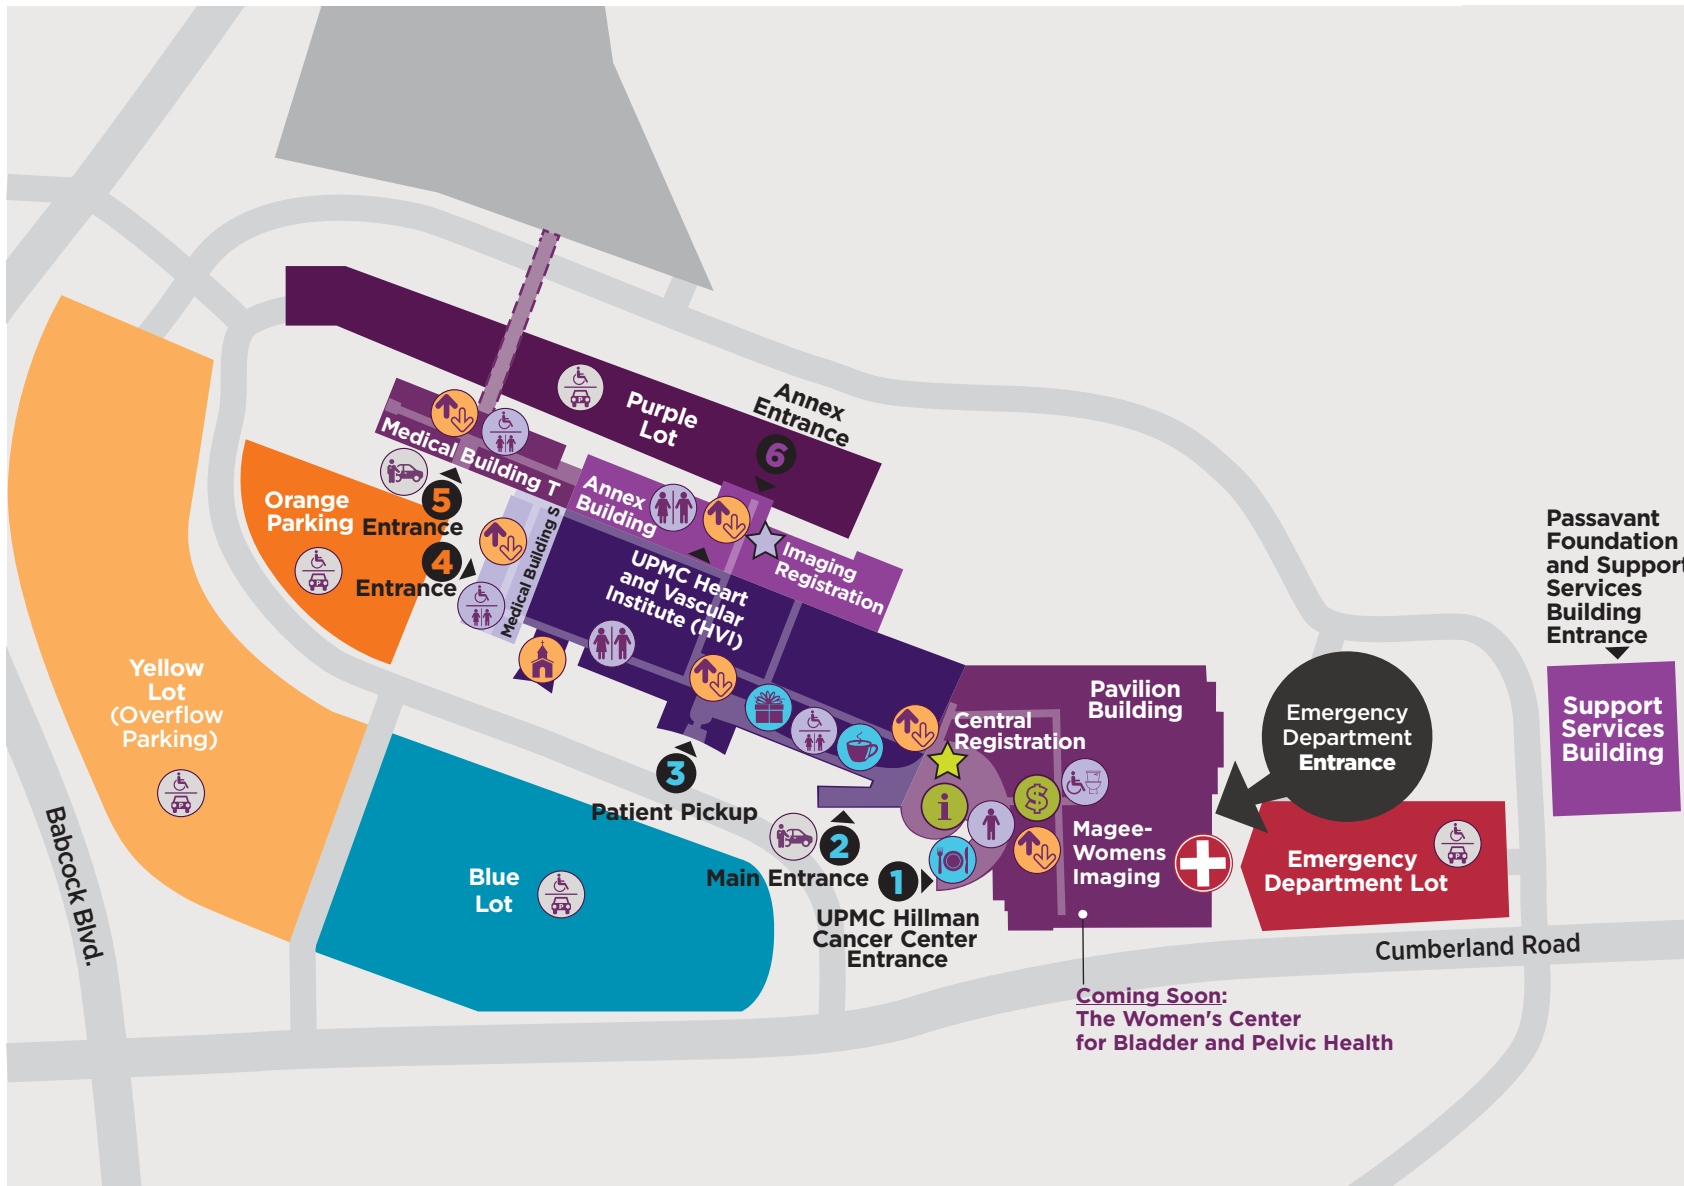 Annex
Entrance
6
Purple
Lot
Medical Building T
5
Entrance
Orange
Parking
4
Entrance
Medical Building S
Annex
Building
Imaging
Registration
UPMC Heart
and Vascular
Institute (HVI)
Passavant
Foundation
and Support
Services
Building
Entrance
Support
Services
Building
Yellow
Lot
(Overflow
Parking)
Pavilion
Building
Central
Registration
Emergency
Department
Entrance
3
Patient Pickup
i
$
2
Main Entrance
Magee-
Womens
Imaging
1
UPMC Hillman
Cancer Center
Entrance
Emergency
Department Lot
Blue
Lot
Babcock Blvd.
Cumberland Road
Coming Soon:
The Women's Center
for Bladder and Pelvic Health
P
P
P
P
P